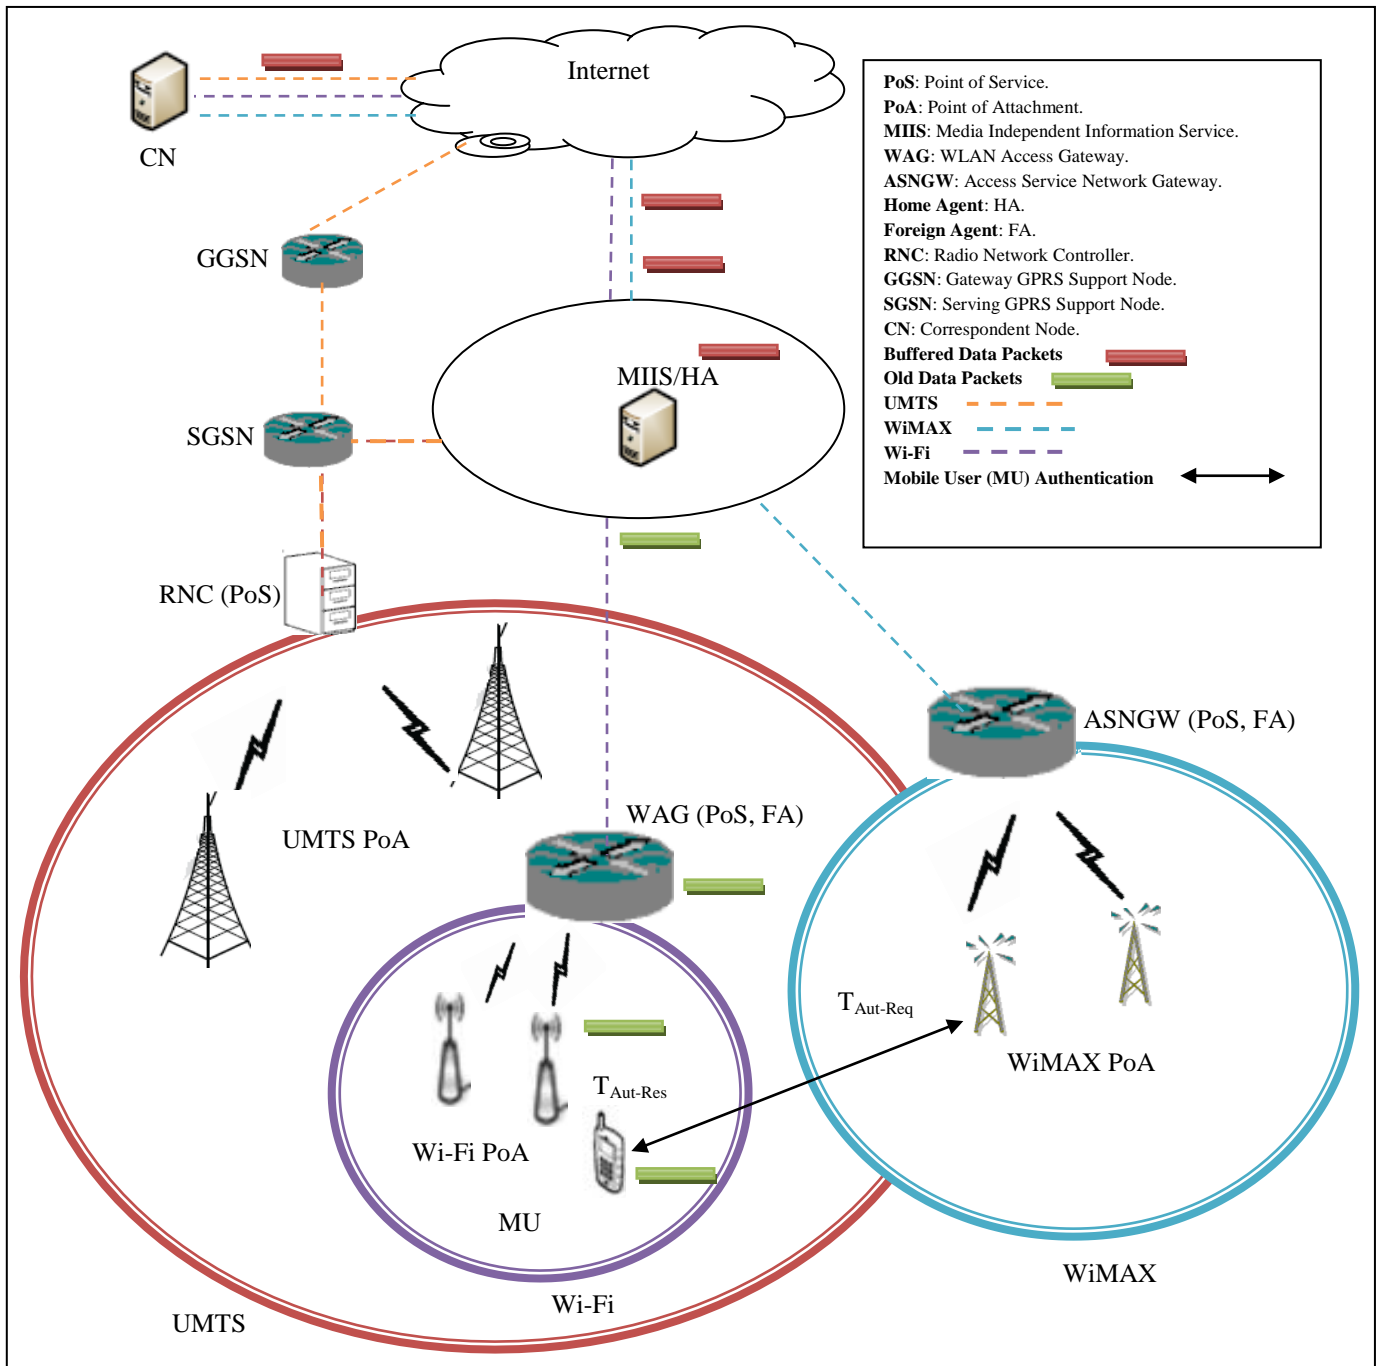 Internet
CN
PoS: Point of Service.
PoA: Point of Attachment.
MIIS: Media Independent Information Service.
WAG: WLAN Access Gateway.
ASNGW: Access Service Network Gateway.
Home Agent: HA.
Foreign Agent: FA.
RNC: Radio Network Controller.
GGSN: Gateway GPRS Support Node.
SGSN: Serving GPRS Support Node.
CN: Correspondent Node.
Buffered Data Packets
Old Data Packets
UMTS
WiMAX
Wi-Fi
Mobile User (MU) Authentication
GGSN
MIIS/HA
SGSN
RNC (PoS)
ASNGW (PoS, FA)
WAG (PoS, FA)
UMTS PoA
TAut-Req
WiMAX PoA
TAut-Res
Wi-Fi PoA
MU
WiMAX
Wi-Fi
UMTS